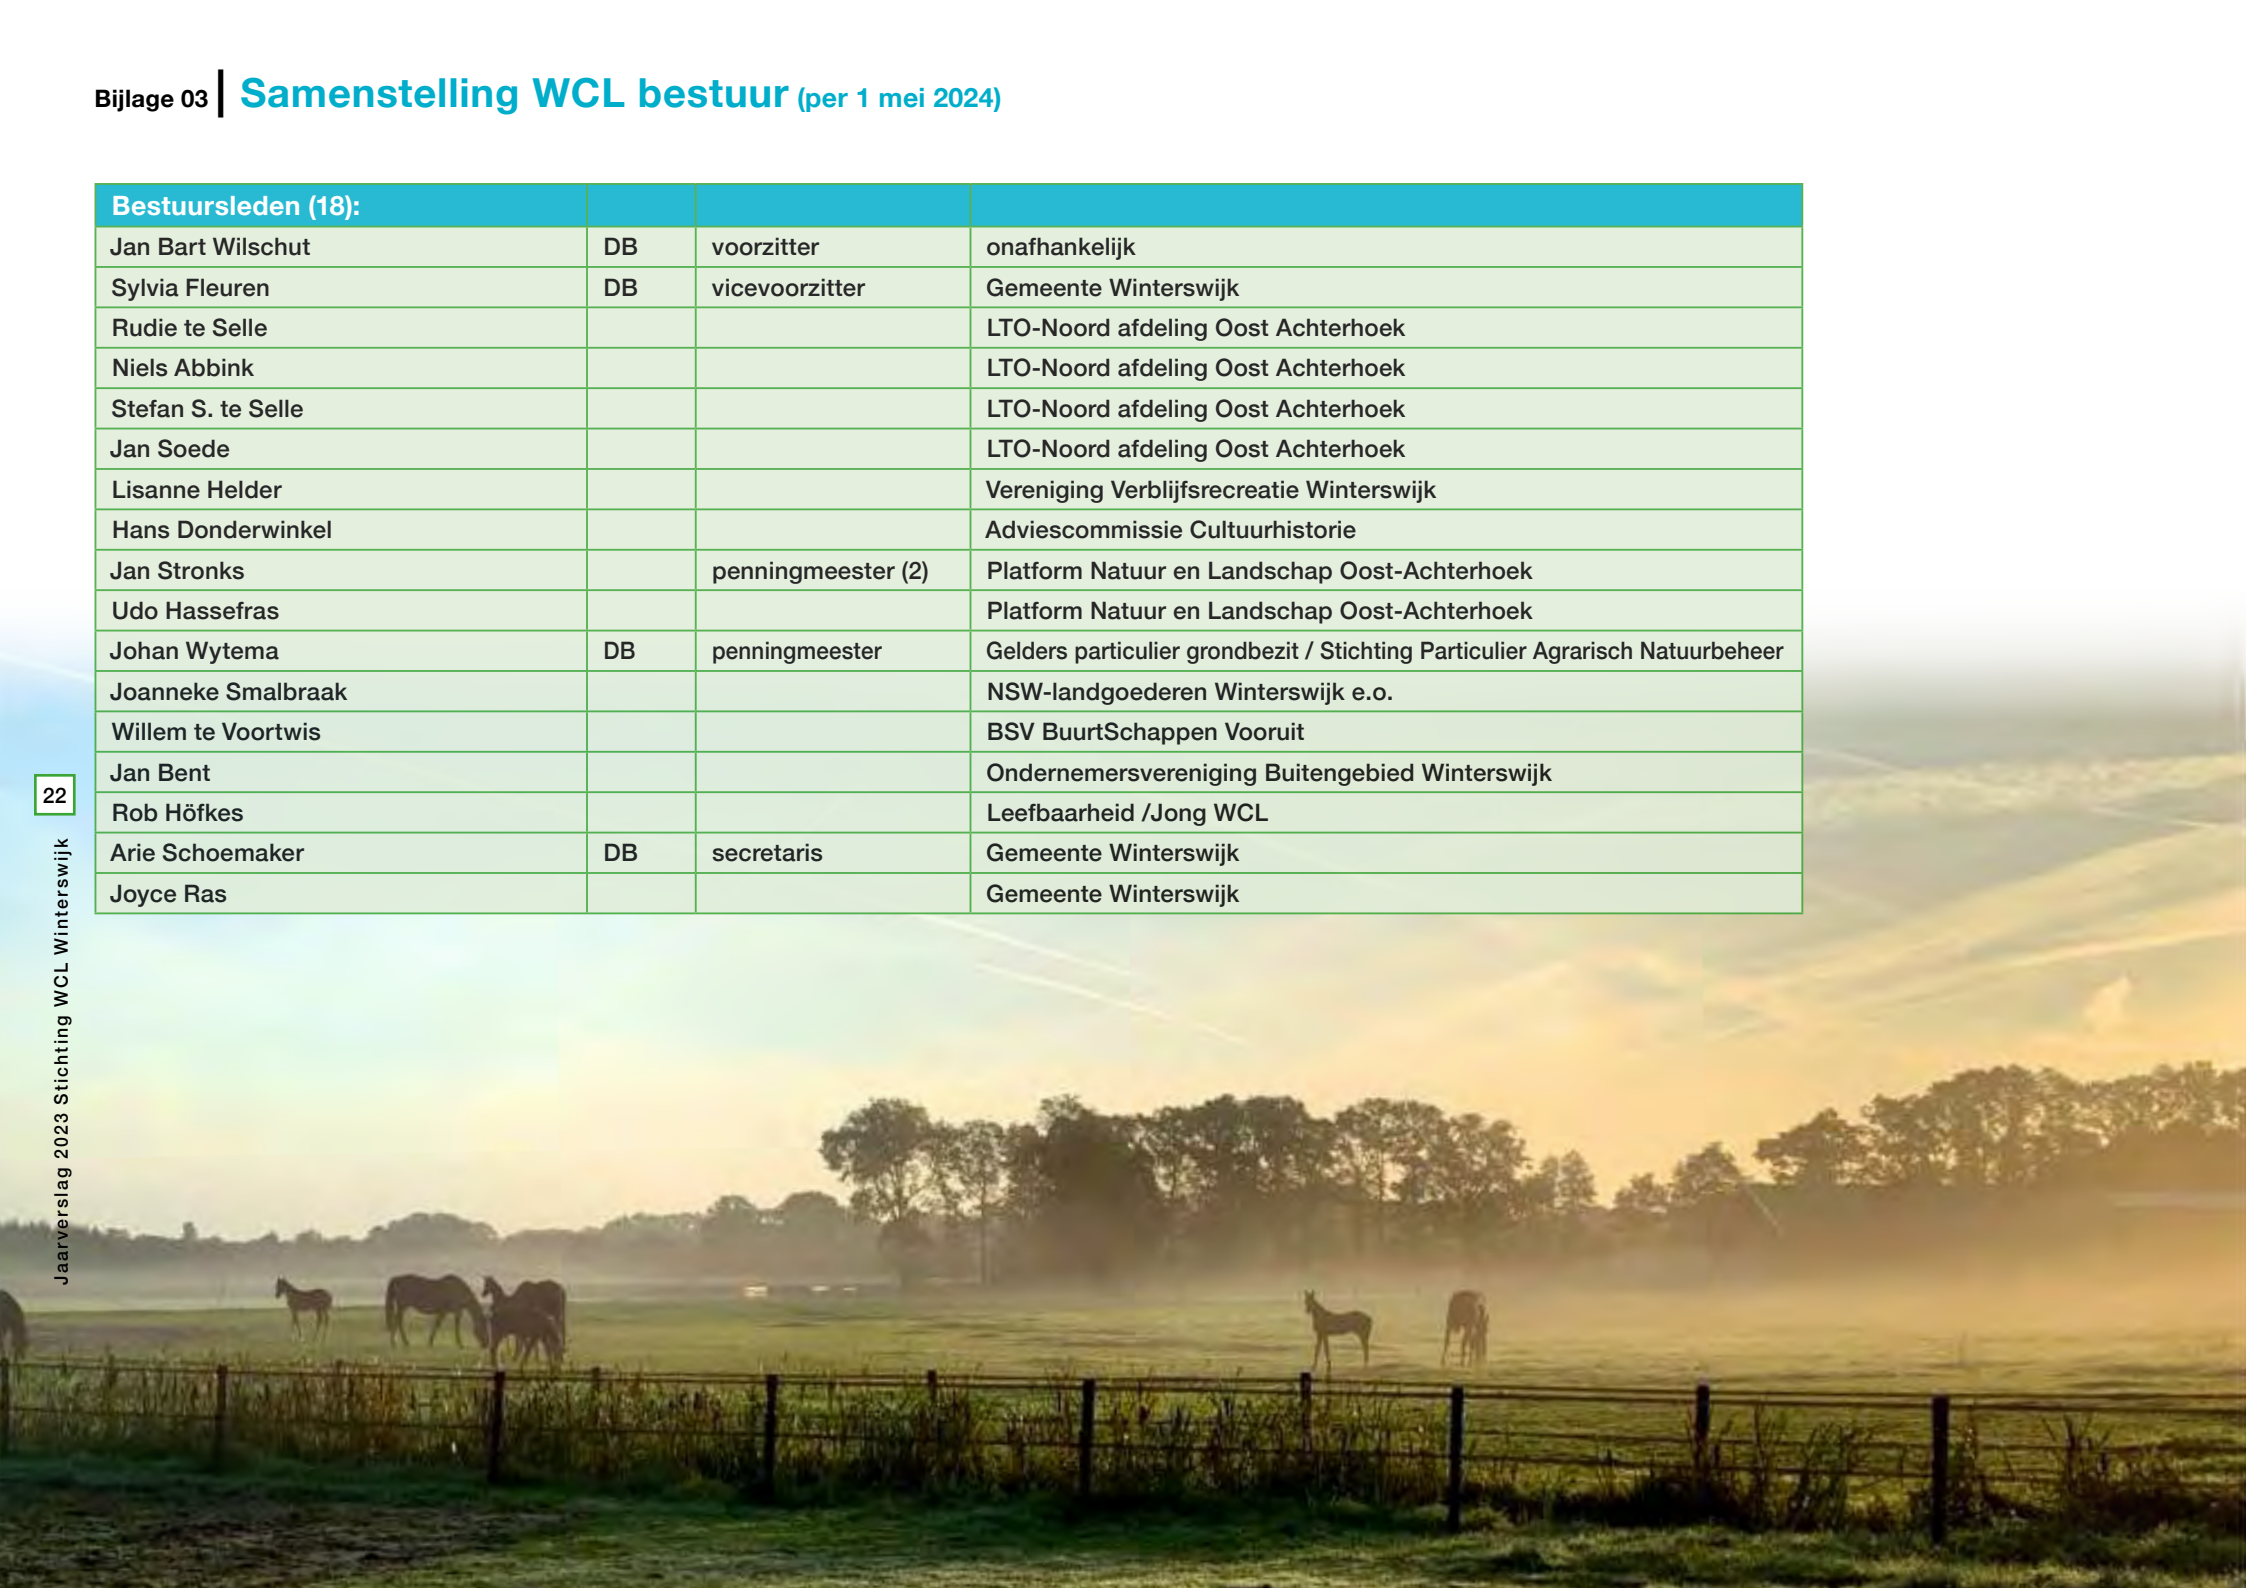 Bijlage 03 Samenstelling WCL bestuur (per 1 mei 2024)
Bestuursleden (18):
Jan Bart Wilschut DB voorzitter onafhankelijk
Sylvia Fleuren DB vicevoorzitter Gemeente Winterswijk
Rudie te Selle LTO-Noord afdeling Oost Achterhoek
Niels Abbink LTO-Noord afdeling Oost Achterhoek
Stefan S. te Selle LTO-Noord afdeling Oost Achterhoek
Jan Soede LTO-Noord afdeling Oost Achterhoek
Lisanne Helder Vereniging Verblijfsrecreatie Winterswijk
Hans Donderwinkel Adviescommissie Cultuurhistorie
Jan Stronks penningmeester (2) Platform Natuur en Landschap Oost-Achterhoek
Udo Hassefras Platform Natuur en Landschap Oost-Achterhoek
Johan Wytema DB penningmeester Gelders particulier grondbezit / Stichting Particulier Agrarisch Natuurbeheer
Joanneke Smalbraak NSW-landgoederen Winterswijk e.o.
Willem te Voortwis BSV BuurtSchappen Vooruit
Jan Bent Ondernemersvereniging Buitengebied Winterswijk
Rob Höfkes Leefbaarheid /Jong WCL
Arie Schoemaker DB secretaris Gemeente Winterswijk
Joyce Ras Gemeente Winterswijk
22
Jaarverslag 2023 Stichting WCL Winterswijk